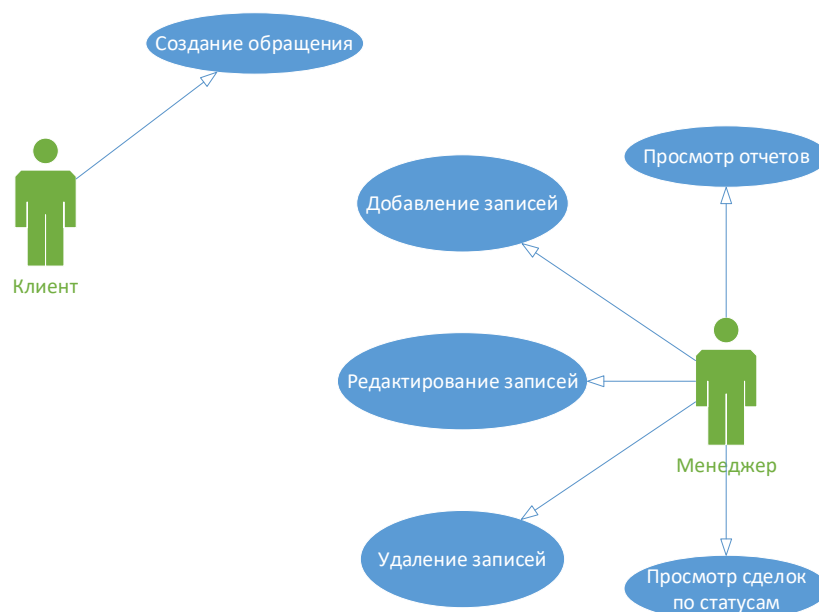 Создание обращения
Просмотр отчетов
Добавление записей
Клиент
Редактирование записей
Менеджер
Удаление записей
Просмотр сделок
по статусам